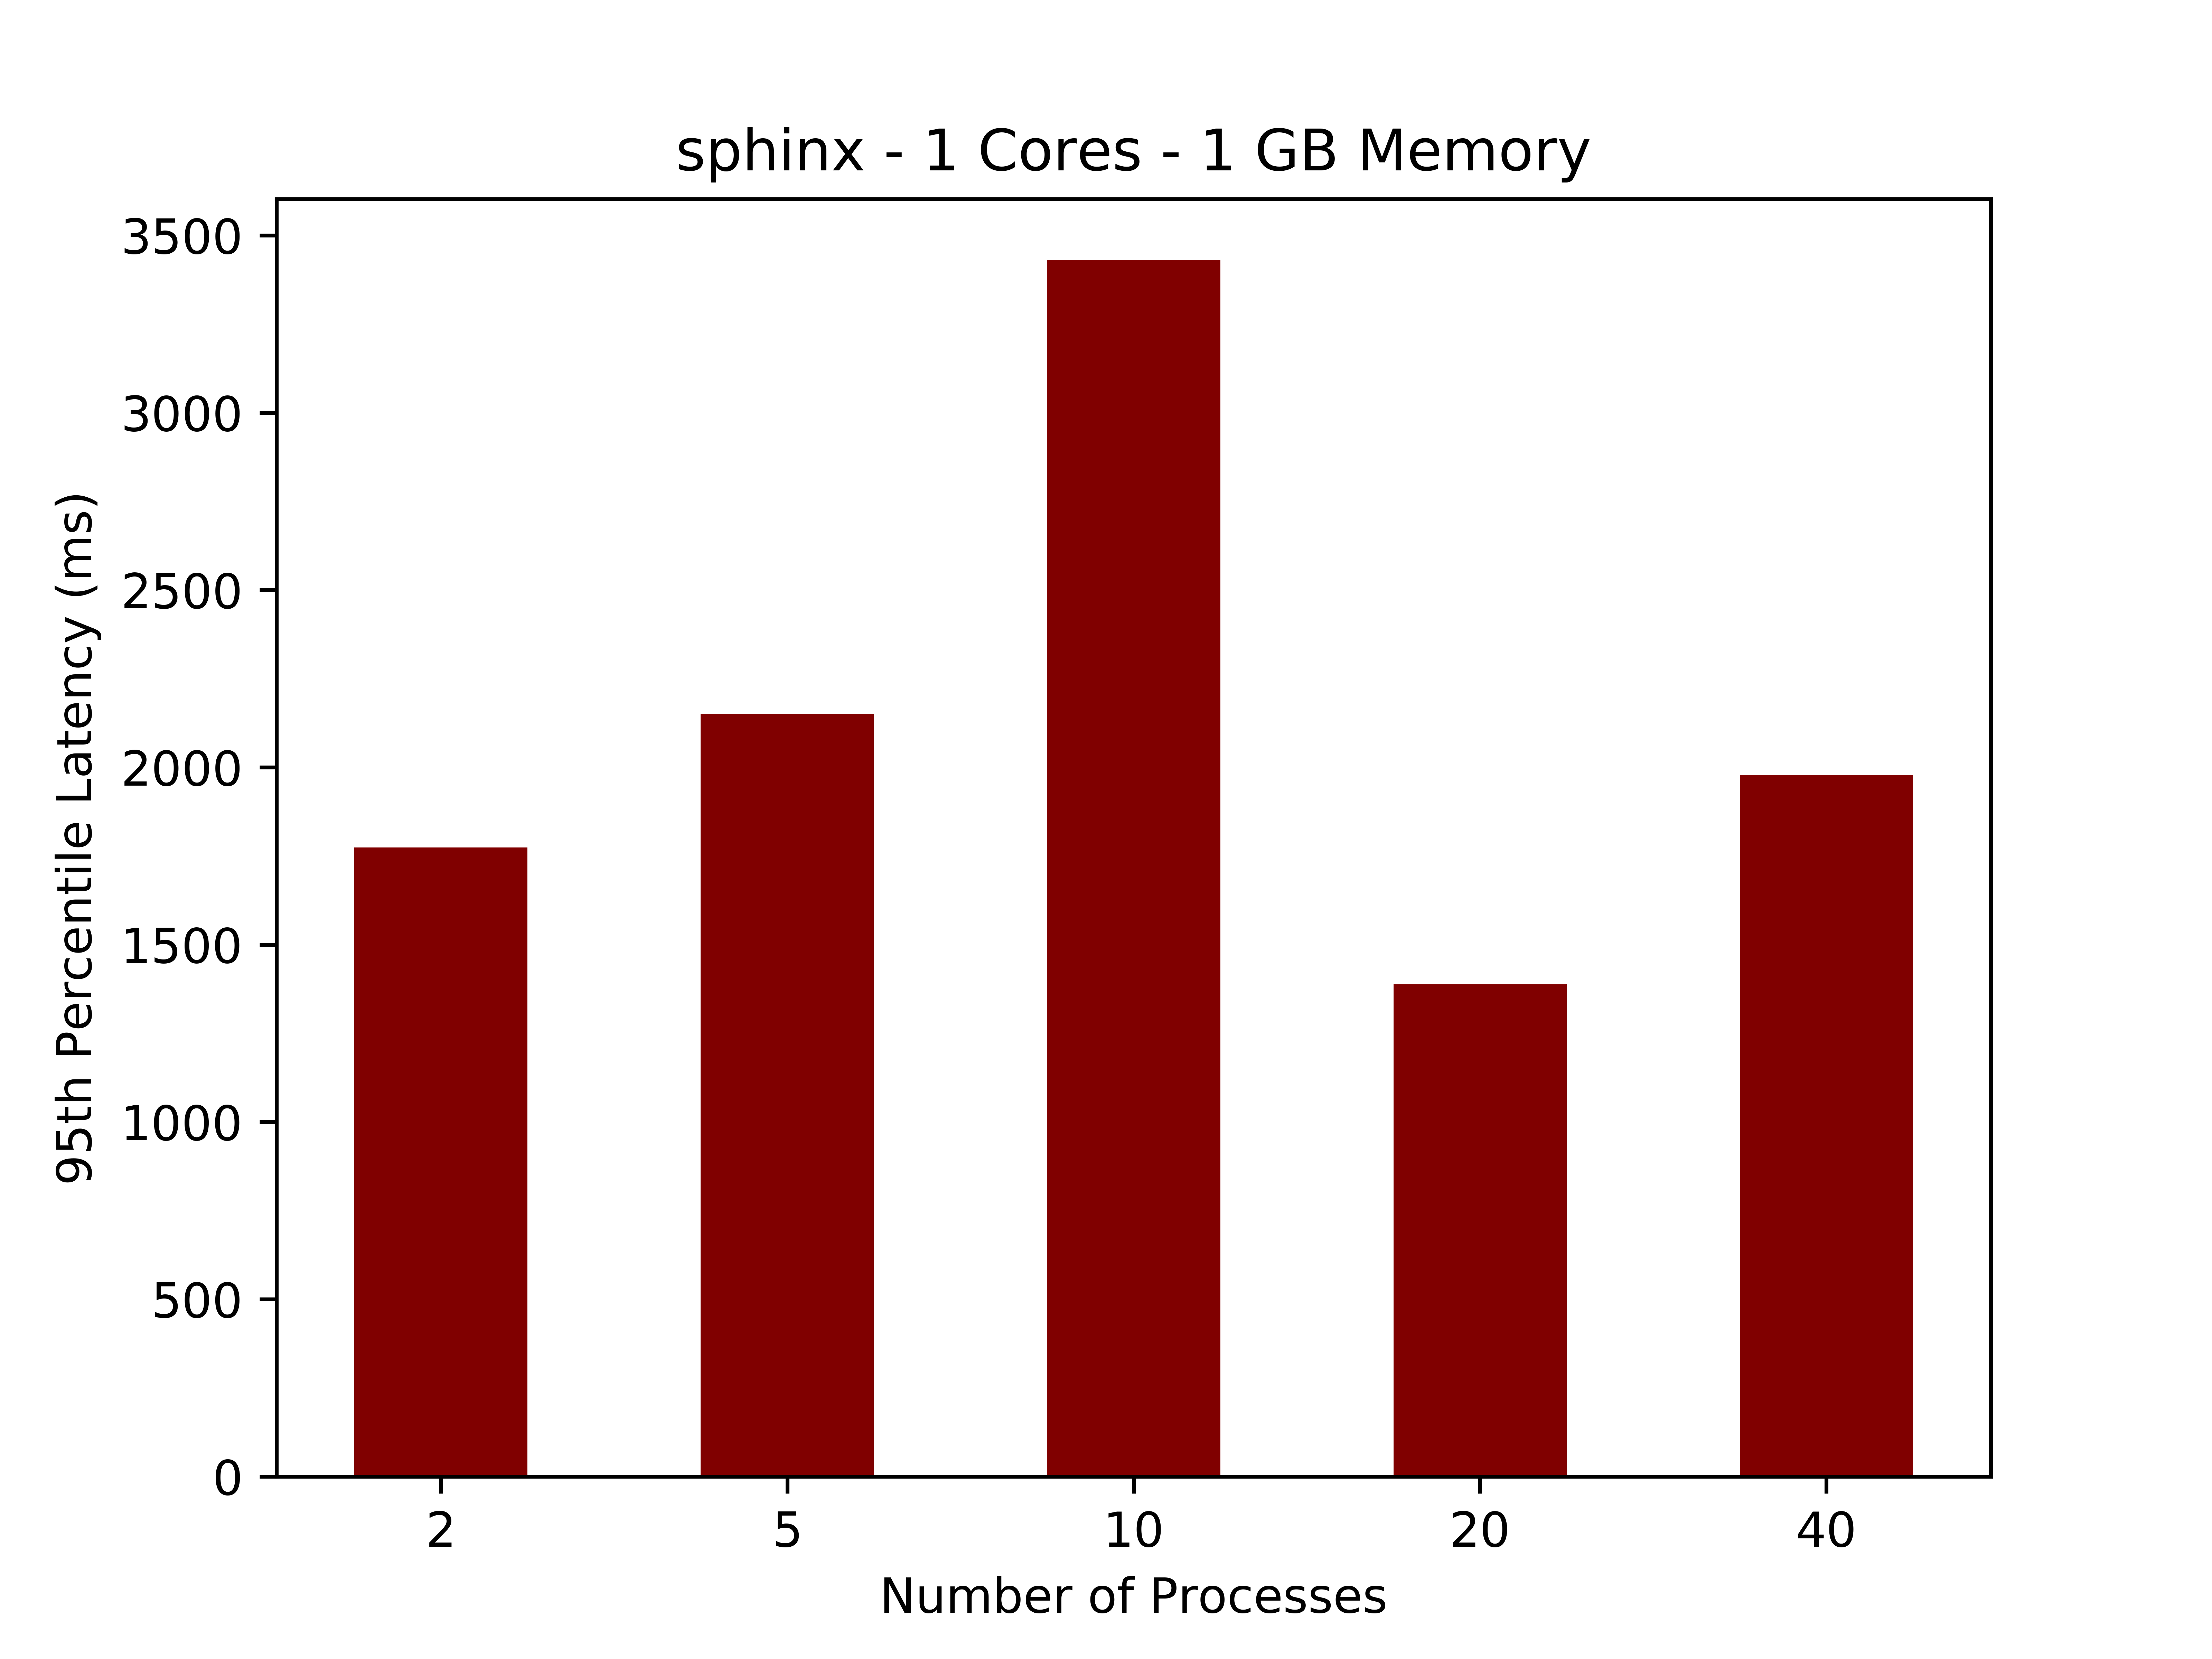 sphinx - 1 Cores - 1 GB Memory
95th Percentile Latency (ms)
3500
3000
2500
2000
1500
1000
500
0
2 5 10 20 40
Number of Processes